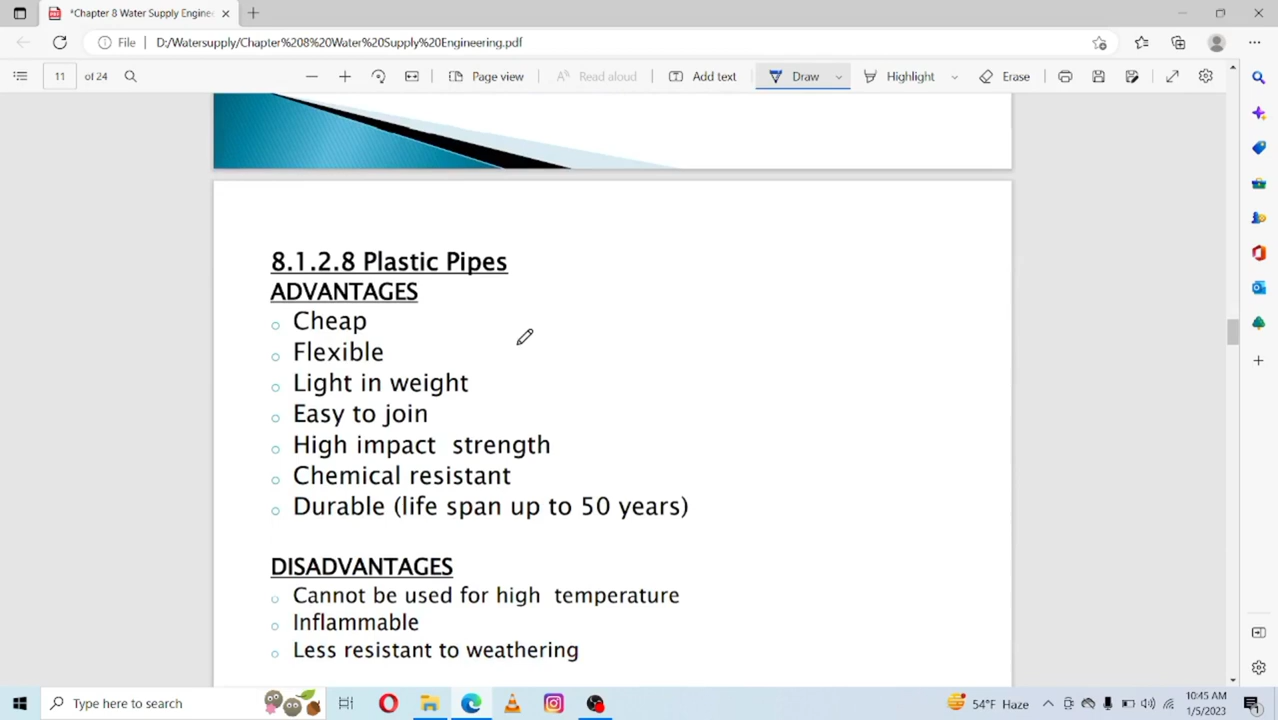 *Chapter 8 Water Supply Engine
File D:/Watersupply/Chapter%208%20Water%20Supply%20Engineering.pdf
11 of 24 Page view Read aloud Add text Draw Highlight Erase
8.1.2.8 Plastic Pipes
ADVANTAGES
Cheap
Flexible
Light in weight
Easy to join
High impact strength
Chemical resistant
Durable (life span up to 50 years)
DISADVANTAGES
Cannot be used for high temperature
Inflammable
Less resistant to weathering
Type here to search
54°F Haze
10:45 AM
1/5/2023